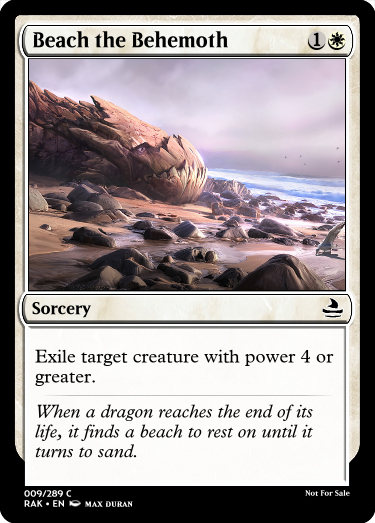 Beach the Behemoth 1
Sorcery
Exile target creature with power 4 or
greater.
When a dragon reaches the end of its
life, it finds a beach to rest on until it
turns to sand.
009/289 C
Not For Sale
RAK • EN MAX DURAN